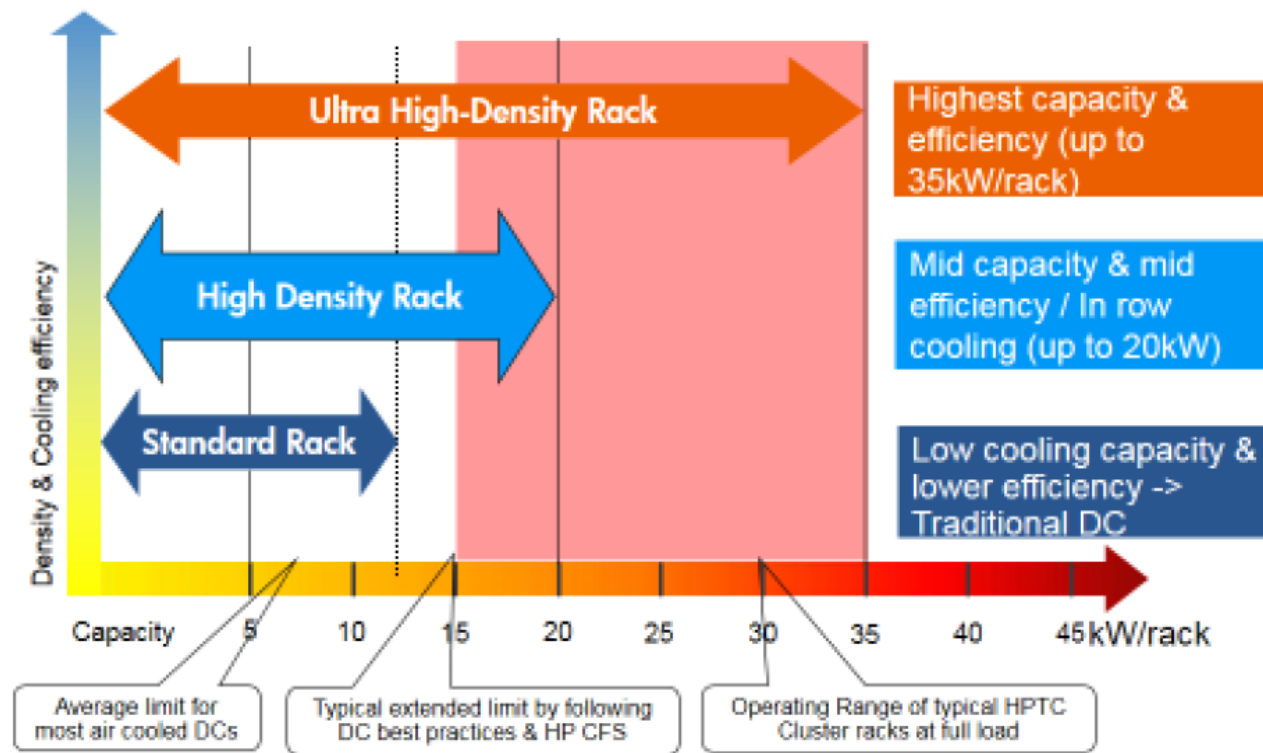 Ultra High-Density Rack
Highest capacity &
efficiency (up to
35kW/rack)
High Density Rack
Mid capacity & mid
efficiency / In row
cooling (up to 20kW)
Standard Rack
Low cooling capacity &
lower efficiency ->
Traditional DC
Density & Cooling efficiency
Capacity 5 10 15 20 25 30 35 40 45 kW/rack
Average limit for
most air cooled DCs
Typical extended limit by following
DC best practices & HP CFS
Operating Range of typical HPTC
Cluster racks at full load